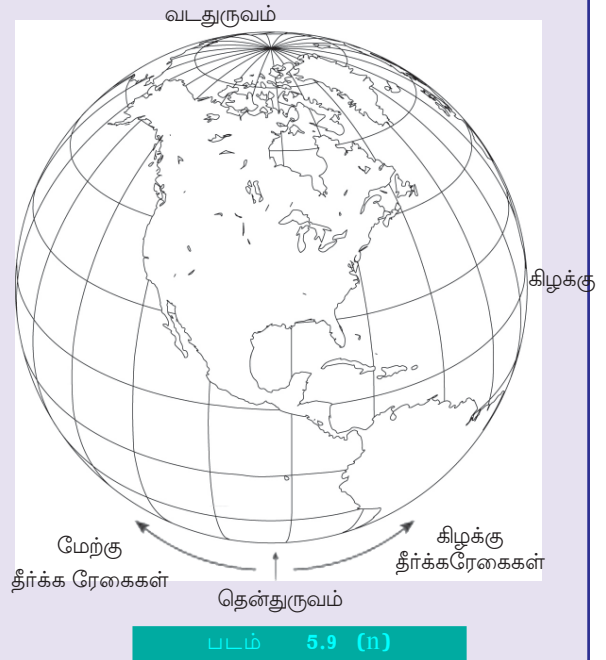 வடதுருவம்
கிழக்கு
மேற்கு
தீர்க்க ரேகைகள்
கிழக்கு
தீர்க்கரேகைகள்
தென்துருவம்
படம் 5.9 (n)